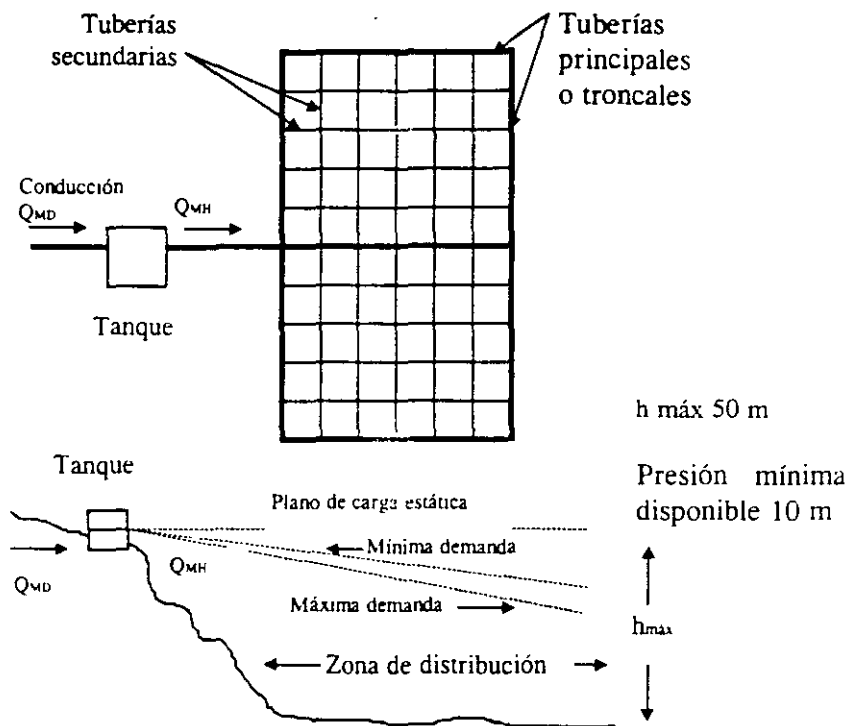 Tuberías
secundarias
Tuberías
principales
o troncales
Conducción
QMD
QMH
Tanque
h máx 50 m
Tanque
Presión mínima
disponible 10 m
Plano de carga estática
Mínima demanda
QMD
QMH
Máxima demanda
hmáx
Zona de distribución